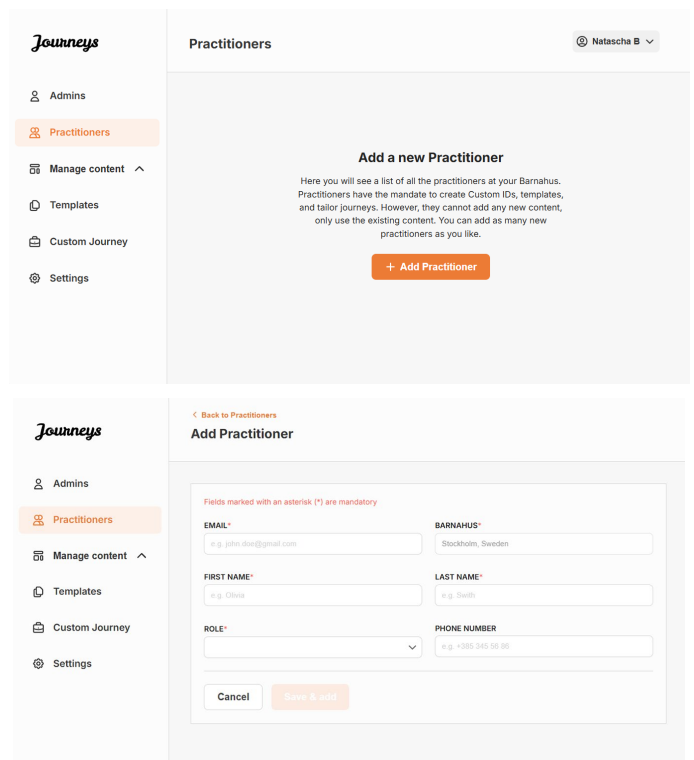 Journeys
Practitioners
Natascha B
Admins
Practitioners
Manage content
Templates
Custom Journey
Settings
Add a new Practitioner
Here you will see a list of all the practitioners at your Barnahus.
Practitioners have the mandate to create Custom IDs, templates,
and tailor journeys. However, they cannot add any new content,
only use the existing content. You can add as many new
practitioners as you like.
+ Add Practitioner
Journeys
< Back to Practitioners
Add Practitioner
Admins
Practitioners
Manage content
Templates
Custom Journey
Settings
Fields marked with an asterisk (*) are mandatory
EMAIL*
BARNAHUS*
e.g. john.doe@gmail.com
Stockholm, Sweden
FIRST NAME*
LAST NAME*
e.g. Olivia
e.g. Smith
ROLE*
PHONE NUMBER
e.g. +385 345 56 86
Cancel
Save & add